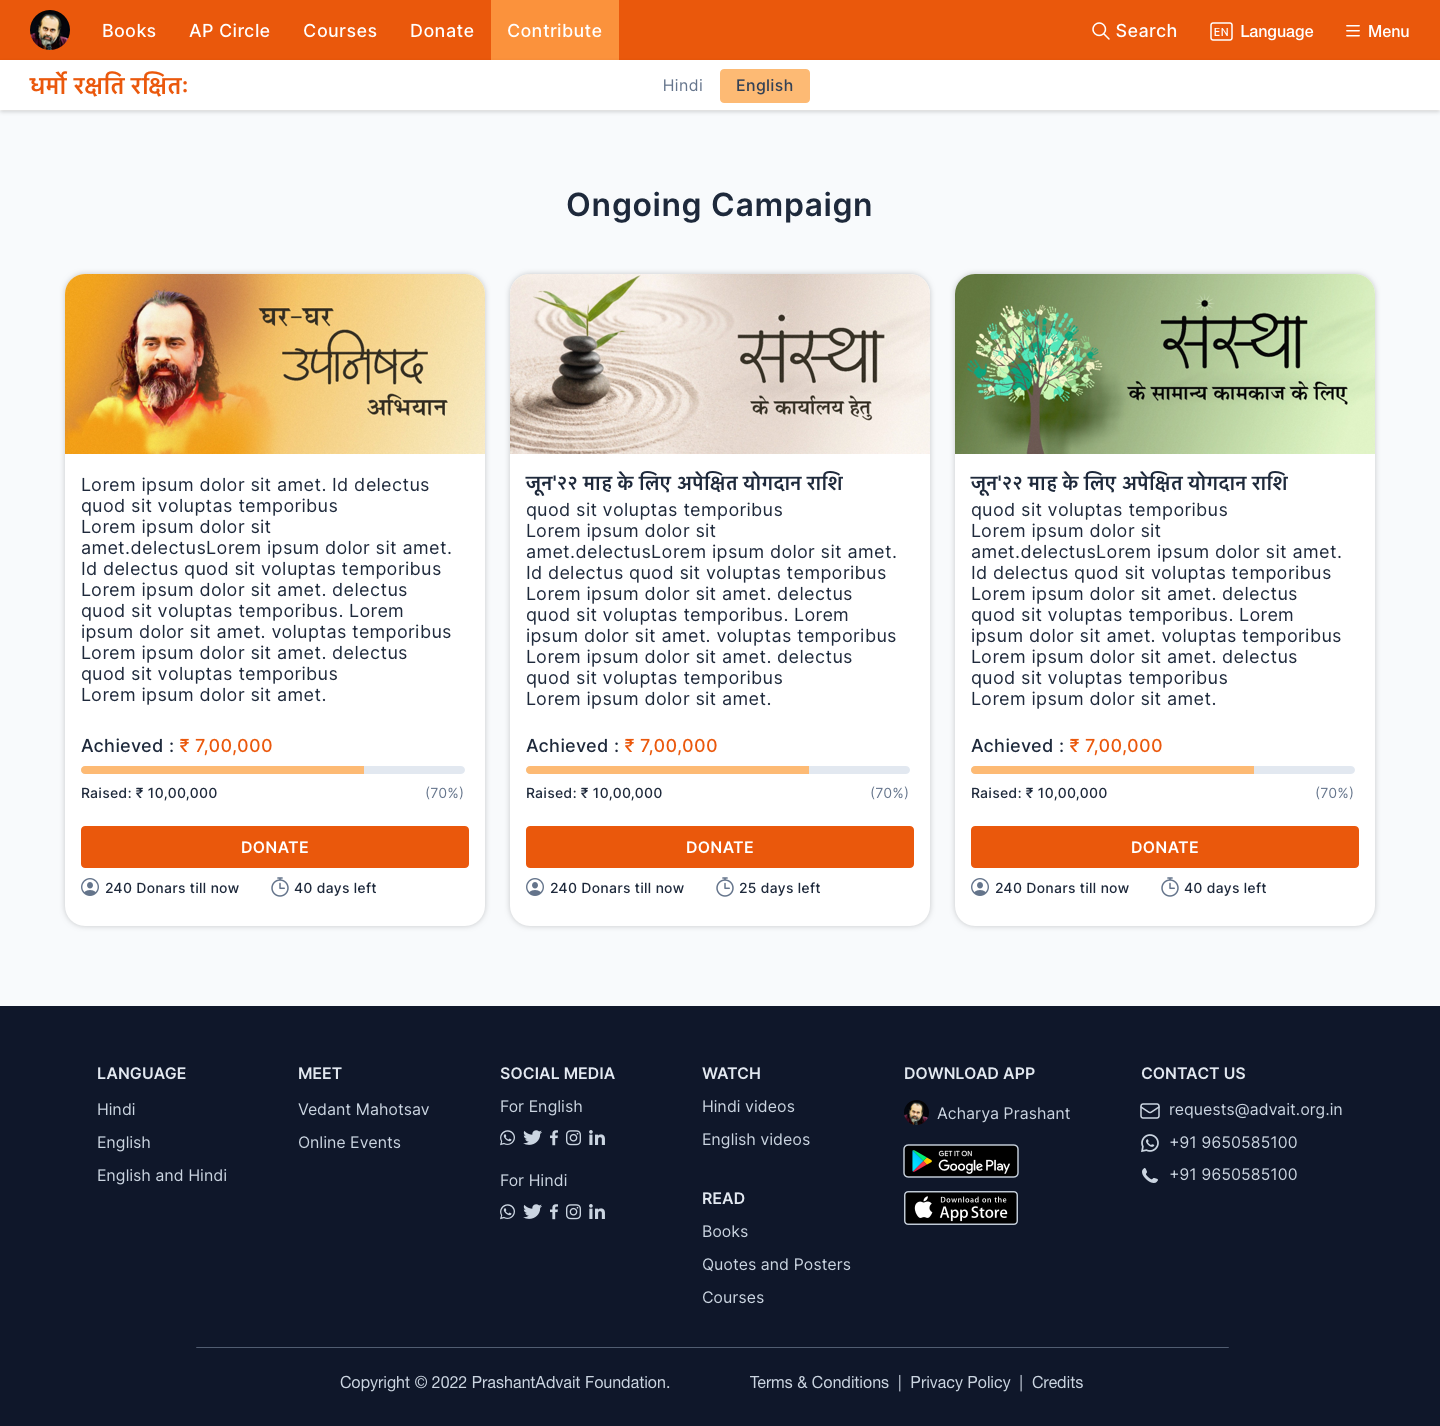 Books AP Circle Courses Donate Contribute Search EN Language Menu
धर्मो रक्षति रक्षितः Hindi English
Ongoing Campaign
घर-घर
उपनिषद
अभियान
Lorem ipsum dolor sit amet. Id delectus
quod sit voluptas temporibus
Lorem ipsum dolor sit
amet.delectusLorem ipsum dolor sit amet.
Id delectus quod sit voluptas temporibus
Lorem ipsum dolor sit amet. delectus
quod sit voluptas temporibus. Lorem
ipsum dolor sit amet. voluptas temporibus
Lorem ipsum dolor sit amet. delectus
quod sit voluptas temporibus
Lorem ipsum dolor sit amet.
Achieved : ₹ 7,00,000
Raised: ₹ 10,00,000 (70%)
DONATE
240 Donars till now 40 days left
संस्था
के कार्यालय हेतु
जून'२२ माह के लिए अपेक्षित योगदान राशि
quod sit voluptas temporibus
Lorem ipsum dolor sit
amet.delectusLorem ipsum dolor sit amet.
Id delectus quod sit voluptas temporibus
Lorem ipsum dolor sit amet. delectus
quod sit voluptas temporibus. Lorem
ipsum dolor sit amet. voluptas temporibus
Lorem ipsum dolor sit amet. delectus
quod sit voluptas temporibus
Lorem ipsum dolor sit amet.
Achieved : ₹ 7,00,000
Raised: ₹ 10,00,000 (70%)
DONATE
240 Donars till now 25 days left
संस्था
के सामान्य कामकाज के लिए
जून'२२ माह के लिए अपेक्षित योगदान राशि
quod sit voluptas temporibus
Lorem ipsum dolor sit
amet.delectusLorem ipsum dolor sit amet.
Id delectus quod sit voluptas temporibus
Lorem ipsum dolor sit amet. delectus
quod sit voluptas temporibus. Lorem
ipsum dolor sit amet. voluptas temporibus
Lorem ipsum dolor sit amet. delectus
quod sit voluptas temporibus
Lorem ipsum dolor sit amet.
Achieved : ₹ 7,00,000
Raised: ₹ 10,00,000 (70%)
DONATE
240 Donars till now 40 days left
LANGUAGE
Hindi
English
English and Hindi
MEET
Vedant Mahotsav
Online Events
SOCIAL MEDIA
For English
For Hindi
WATCH
Hindi videos
English videos
READ
Books
Quotes and Posters
Courses
DOWNLOAD APP
Acharya Prashant
GET IT ON
Google Play
Download on the
App Store
CONTACT US
requests@advait.org.in
+91 9650585100
+91 9650585100
Copyright © 2022 PrashantAdvait Foundation. Terms & Conditions | Privacy Policy | Credits